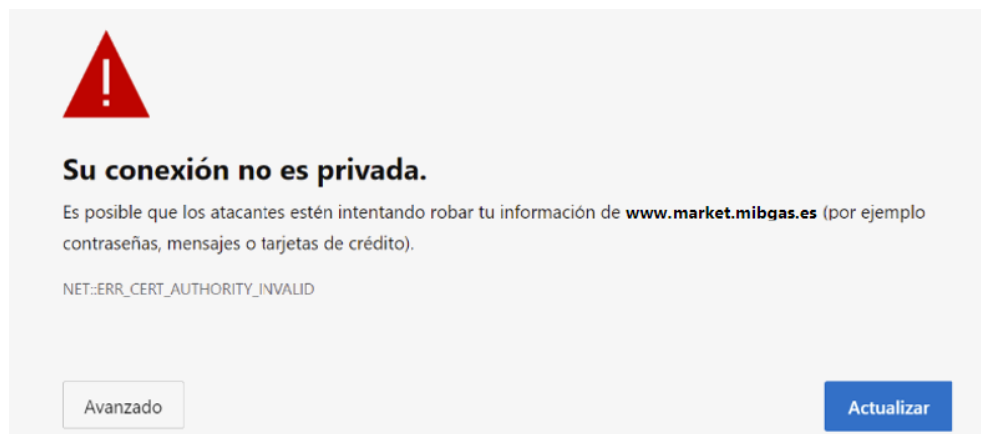 Su conexión no es privada.
Es posible que los atacantes estén intentando robar tu información de www.market.mibgas.es (por ejemplo
contraseñas, mensajes o tarjetas de crédito).
NET::ERR_CERT_AUTHORITY_INVALID
Avanzado
Actualizar